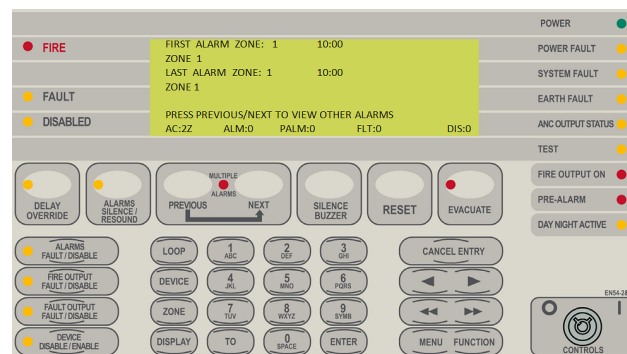 POWER
FIRE
FIRST ALARM ZONE: 1 10:00
ZONE 1
LAST ALARM ZONE: 1 10:00
ZONE 1
PRESS PREVIOUS/NEXT TO VIEW OTHER ALARMS
AC:2Z ALM:0 PALM:0 FLT:0 DIS:0
FAULT
DISABLED
POWER FAULT
SYSTEM FAULT
EARTH FAULT
ANC OUTPUT STATUS
TEST
FIRE OUTPUT ON
PRE-ALARM
DAY NIGHT ACTIVE
DELAY
OVERRIDE
ALARMS
SILENCE /
RESOUND
MULTIPLE
ALARMS
PREVIOUS NEXT
SILENCE
BUZZER
RESET
EVACUATE
ALARMS
FAULT / DISABLE
LOOP
1
ABC
2
DEF
3
GHI
CANCEL ENTRY
FIRE OUTPUT
FAULT / DISABLE
DEVICE
4
JKL
5
MNO
6
PQRS
FAULT OUTPUT
FAULT / DISABLE
ZONE
7
TUV
8
WXYZ
9
SYMB
DEVICE
DISABLE / ENABLE
DISPLAY
TO
0
SPACE
ENTER
MENU FUNCTION
EN54-2&
CONTROLS